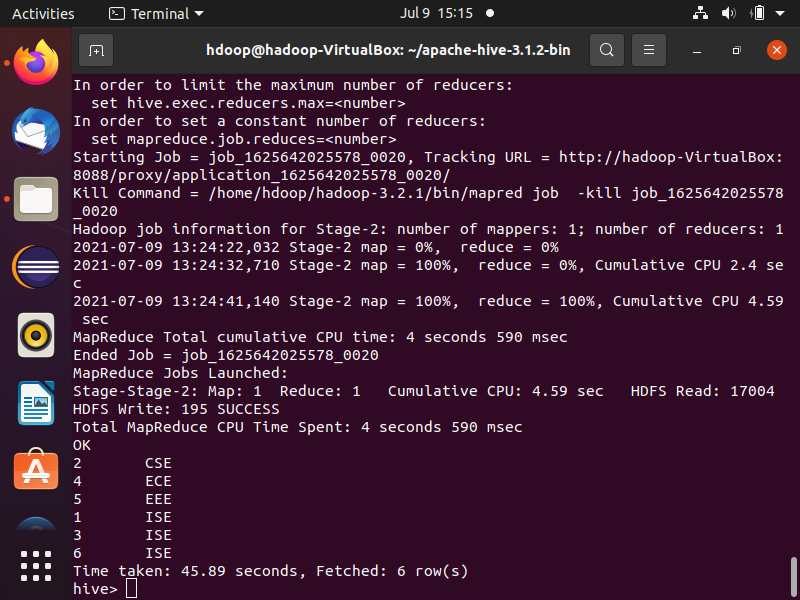 Activities Terminal Jul 9 15:15
hdoop@hadoop-VirtualBox: ~/apache-hive-3.1.2-bin
In order to limit the maximum number of reducers:
  set hive.exec.reducers.max=<number>
In order to set a constant number of reducers:
  set mapreduce.job.reduces=<number>
Starting Job = job_1625642025578_0020, Tracking URL = http://hadoop-VirtualBox:
8088/proxy/application_1625642025578_0020/
Kill Command = /home/hdoop/hadoop-3.2.1/bin/mapred job  -kill job_1625642025578
_0020
Hadoop job information for Stage-2: number of mappers: 1; number of reducers: 1
2021-07-09 13:24:22,032 Stage-2 map = 0%,  reduce = 0%
2021-07-09 13:24:32,710 Stage-2 map = 100%,  reduce = 0%, Cumulative CPU 2.4 se
c
2021-07-09 13:24:41,140 Stage-2 map = 100%,  reduce = 100%, Cumulative CPU 4.59
 sec
MapReduce Total cumulative CPU time: 4 seconds 590 msec
Ended Job = job_1625642025578_0020
MapReduce Jobs Launched:
Stage-Stage-2: Map: 1  Reduce: 1   Cumulative CPU: 4.59 sec   HDFS Read: 17004
HDFS Write: 195 SUCCESS
Total MapReduce CPU Time Spent: 4 seconds 590 msec
OK
2       CSE
4       ECE
5       EEE
1       ISE
3       ISE
6       ISE
Time taken: 45.89 seconds, Fetched: 6 row(s)
hive>